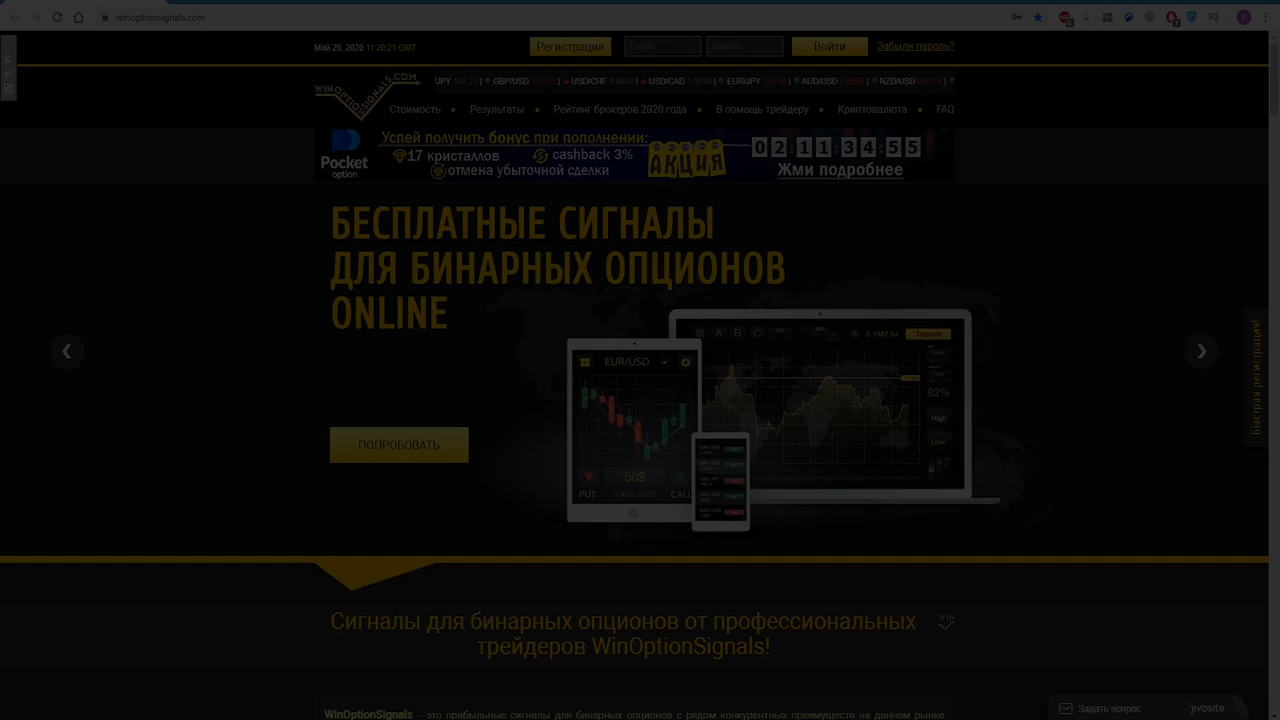 winoptionsignals.com
Май 29, 2020 11:20:21 GMT
Регистрация
Email
Пароль
Войти
Забыли пароль?
WINOPTIONSIGNALS.COM
JPY | GBP/USD | USD/CHF | USD/CAD | EUR/JPY | AUD/USD | NZD/USD
Стоимость
Результаты
Рейтинг брокеров 2020 года
В помощь трейдеру
Криптовалюта
FAQ
Pocket
option
Успей получить бонус при пополнении:
17 кристаллов
cashback 3%
отмена убыточной сделки
АКЦИЯ
02:11:34:55
Жми подробнее
БЕСПЛАТНЫЕ СИГНАЛЫ
ДЛЯ БИНАРНЫХ ОПЦИОНОВ
ONLINE
ПОПРОБОВАТЬ
EUR/USD
50$
PUT
CALL
A B C
Deposit
82%
High
Low
Быстрая регистрация!
Сигналы для бинарных опционов от профессиональных
трейдеров WinOptionSignals!
WIN
WinOptionSignals – это прибыльные сигналы для бинарных опционов с рядом конкурентных преимуществ на данном рынке
Задать вопрос
jivosite